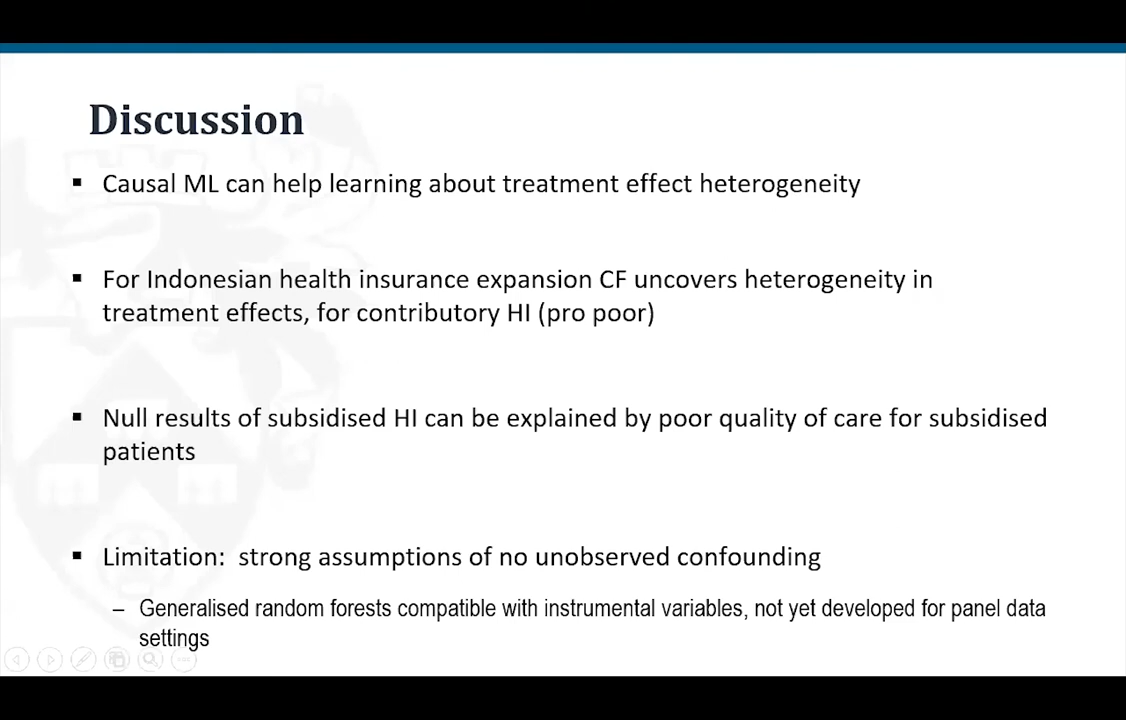 Discussion
▪ Causal ML can help learning about treatment effect heterogeneity
▪ For Indonesian health insurance expansion CF uncovers heterogeneity in
treatment effects, for contributory HI (pro poor)
▪ Null results of subsidised HI can be explained by poor quality of care for subsidised
patients
▪ Limitation:  strong assumptions of no unobserved confounding
– Generalised random forests compatible with instrumental variables, not yet developed for panel data
settings